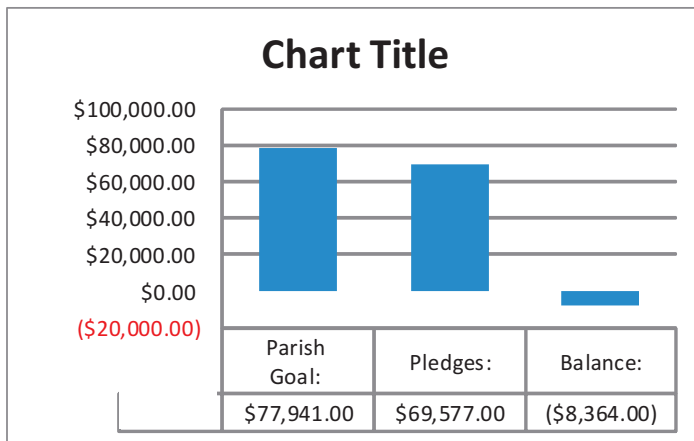 Chart Title
$100,000.00
$80,000.00
$60,000.00
$40,000.00
$20,000.00
$0.00
($20,000.00)
Parish
Goal:
Pledges:
Balance:
$77,941.00
$69,577.00
($8,364.00)